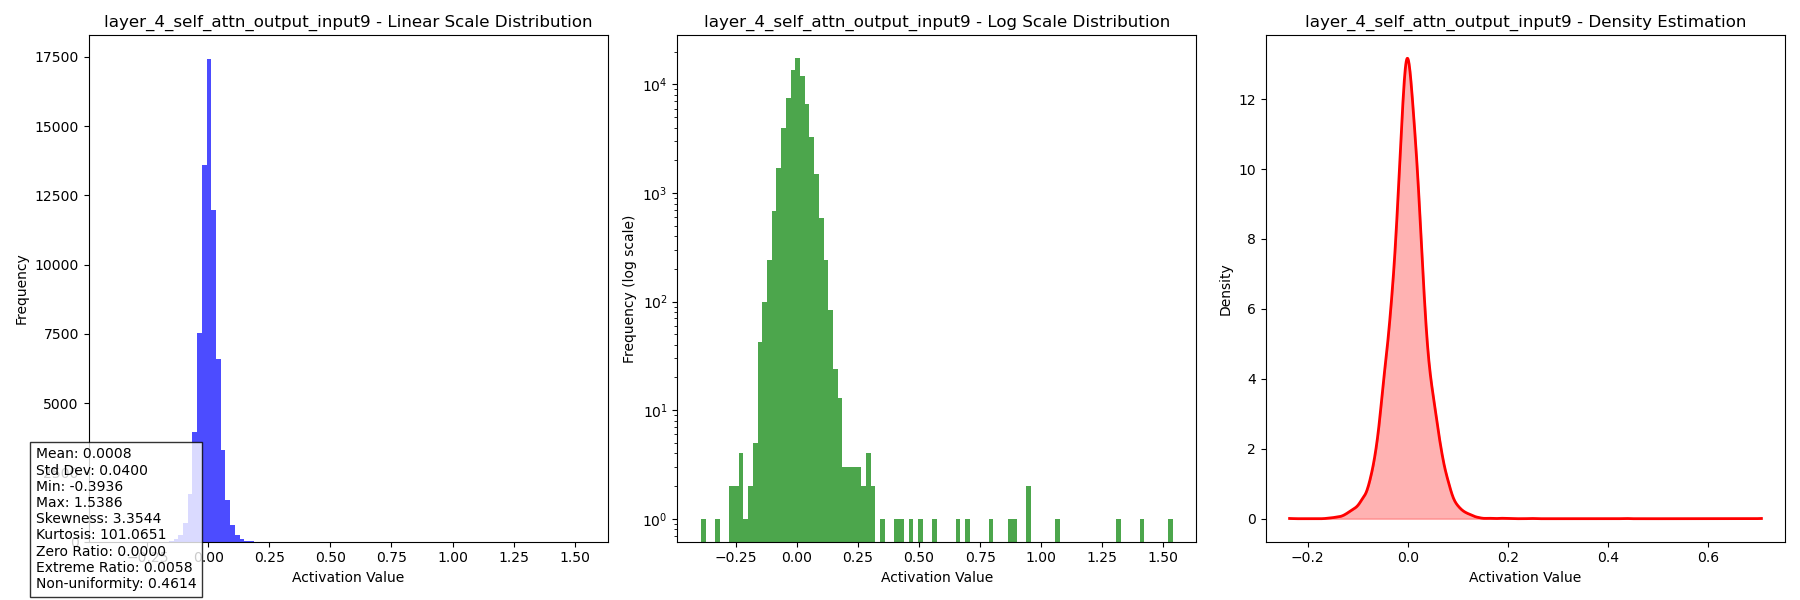 layer_4_self_attn_output_input9 - Linear Scale Distribution
17500
15000
12500
10000
7500
5000
Frequency
0.00
0.25
0.50
0.75
1.00
1.25
1.50
Activation Value
Mean: 0.0008
Std Dev: 0.0400
Min: -0.3936
Max: 1.5386
Skewness: 3.3544
Kurtosis: 101.0651
Zero Ratio: 0.0000
Extreme Ratio: 0.0058
Non-uniformity: 0.4614
layer_4_self_attn_output_input9 - Log Scale Distribution
10⁴
10³
10²
10¹
10⁰
Frequency (log scale)
−0.25
0.00
0.25
0.50
0.75
1.00
1.25
1.50
Activation Value
layer_4_self_attn_output_input9 - Density Estimation
12
10
8
6
4
2
0
Density
−0.2
0.0
0.2
0.4
0.6
Activation Value